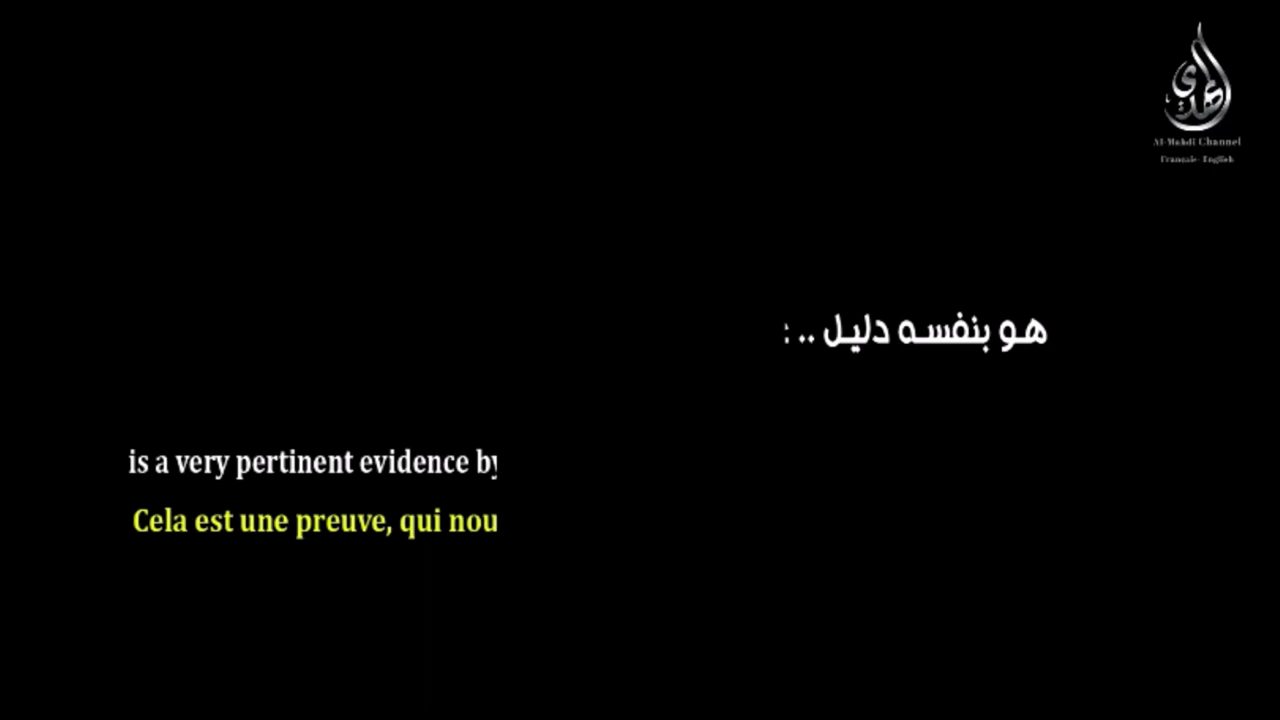 المهدي
Al-Mahdi Channel
Français- English
هو بنفسه دليل .. :
is a very pertinent evidence by
Cela est une preuve, qui nou